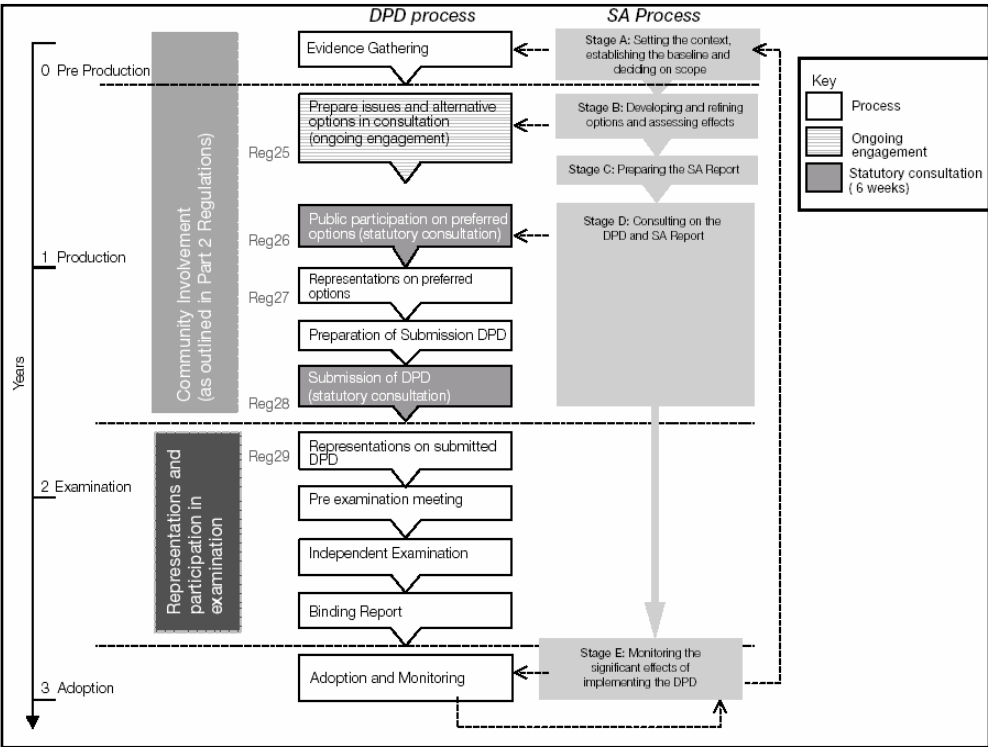 DPD process
SA Process
Years
0 Pre Production
1 Production
2 Examination
3 Adoption
Community Involvement
(as outlined in Part 2 Regulations)
Representations and
participation in
examination
Reg25
Reg26
Reg27
Reg28
Reg29
Evidence Gathering
Prepare issues and alternative
options in consultation
(ongoing engagement)
Public participation on preferred
options (statutory consultation)
Representations on preferred
options
Preparation of Submission DPD
Submission of DPD
(statutory consultation)
Representations on submitted
DPD
Pre examination meeting
Independent Examination
Binding Report
Adoption and Monitoring
Stage A: Setting the context,
establishing the baseline and
deciding on scope
Stage B: Developing and refining
options and assessing effects
Stage C: Preparing the SA Report
Stage D: Consulting on the
DPD and SA Report
Stage E: Monitoring the
significant effects of
implementing the DPD
Key
Process
Ongoing
engagement
Statutory consultation
( 6 weeks)